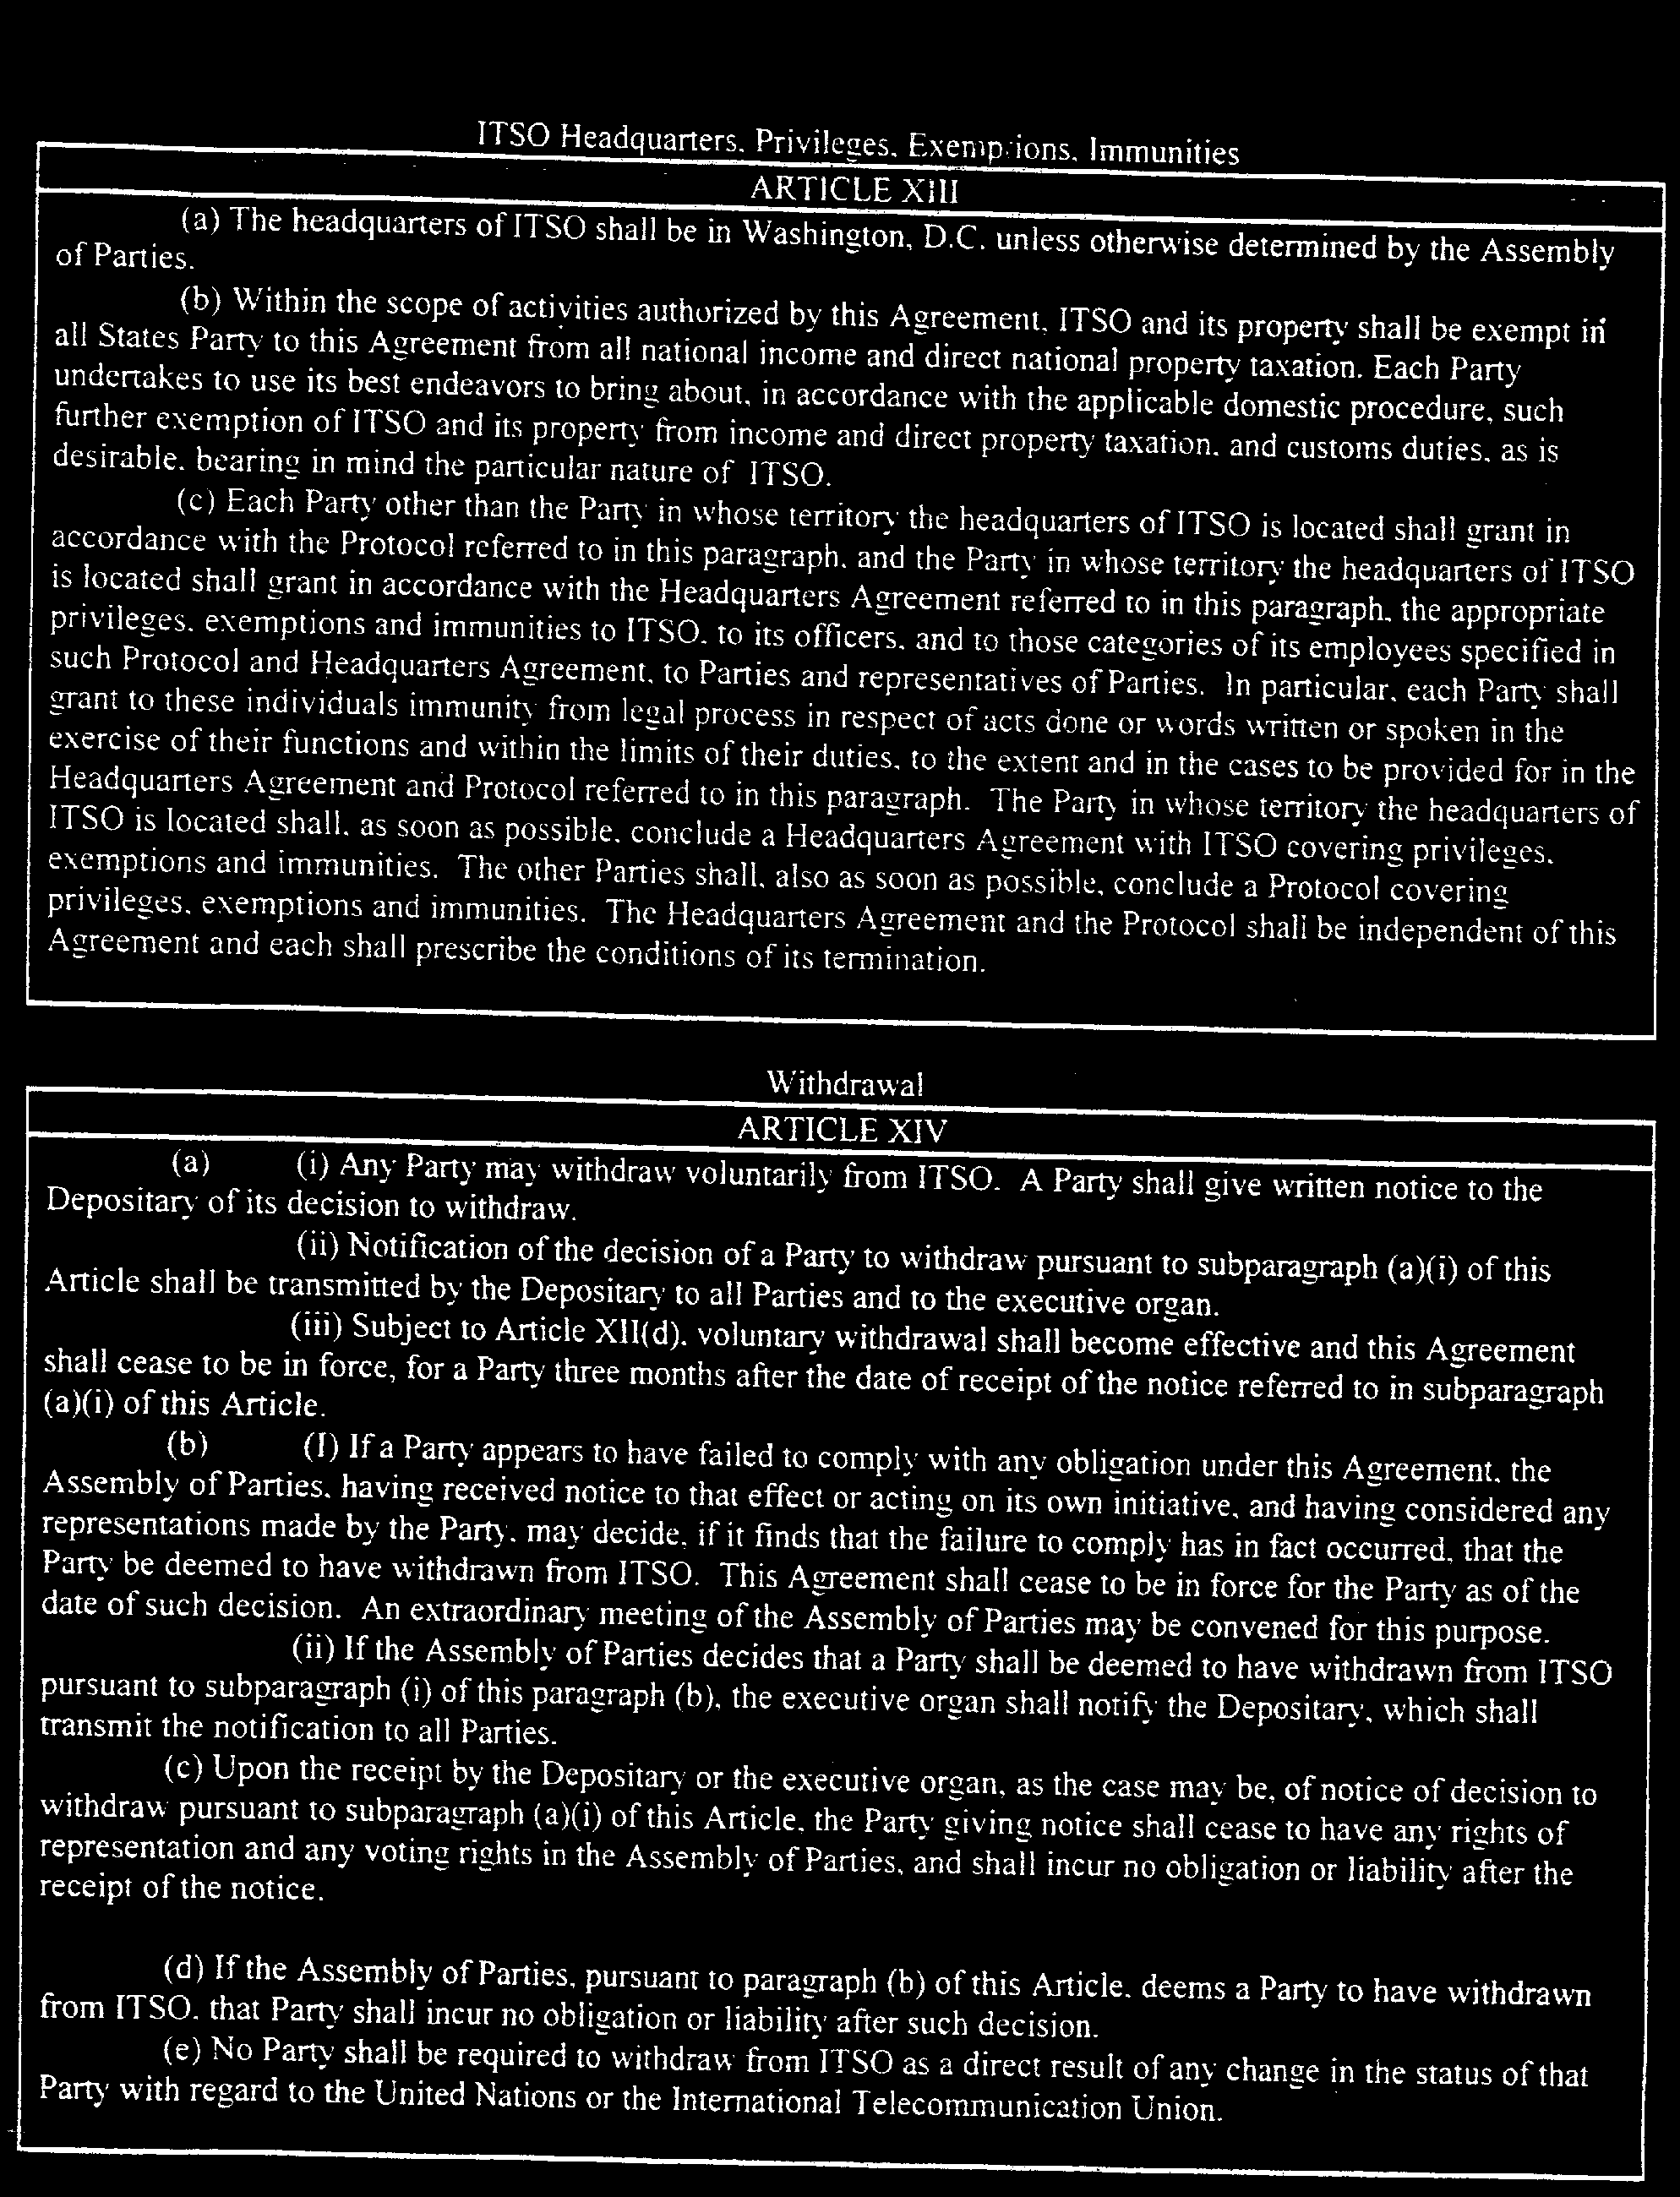 ITSO Headquarters, Privileges, Exemptions, Immunities
ARTICLE XIII
(a) The headquarters of ITSO shall be in Washington, D.C. unless otherwise determined by the Assembly
of Parties.
(b) Within the scope of activities authorized by this Agreement, ITSO and its property shall be exempt in
all States Party to this Agreement from all national income and direct national property taxation. Each Party
undertakes to use its best endeavors to bring about, in accordance with the applicable domestic procedure, such
further exemption of ITSO and its property from income and direct property taxation, and customs duties, as is
desirable, bearing in mind the particular nature of ITSO.
(c) Each Party other than the Party in whose territory the headquarters of ITSO is located shall grant in
accordance with the Protocol referred to in this paragraph, and the Party in whose territory the headquarters of ITSO
is located shall grant in accordance with the Headquarters Agreement referred to in this paragraph, the appropriate
privileges, exemptions and immunities to ITSO, to its officers, and to those categories of its employees specified in
such Protocol and Headquarters Agreement, to Parties and representatives of Parties. In particular, each Party shall
grant to these individuals immunity from legal process in respect of acts done or words written or spoken in the
exercise of their functions and within the limits of their duties, to the extent and in the cases to be provided for in the
Headquarters Agreement and Protocol referred to in this paragraph. The Party in whose territory the headquarters of
ITSO is located shall, as soon as possible, conclude a Headquarters Agreement with ITSO covering privileges,
exemptions and immunities. The other Parties shall, also as soon as possible, conclude a Protocol covering
privileges, exemptions and immunities. The Headquarters Agreement and the Protocol shall be independent of this
Agreement and each shall prescribe the conditions of its termination.
Withdrawal
ARTICLE XIV
(a) (i) Any Party may withdraw voluntarily from ITSO. A Party shall give written notice to the
Depositary of its decision to withdraw.
(ii) Notification of the decision of a Party to withdraw pursuant to subparagraph (a)(i) of this
Article shall be transmitted by the Depositary to all Parties and to the executive organ.
(iii) Subject to Article XII(d), voluntary withdrawal shall become effective and this Agreement
shall cease to be in force, for a Party three months after the date of receipt of the notice referred to in subparagraph
(a)(i) of this Article.
(b) (I) If a Party appears to have failed to comply with any obligation under this Agreement, the
Assembly of Parties, having received notice to that effect or acting on its own initiative, and having considered any
representations made by the Party, may decide, if it finds that the failure to comply has in fact occurred, that the
Party be deemed to have withdrawn from ITSO. This Agreement shall cease to be in force for the Party as of the
date of such decision. An extraordinary meeting of the Assembly of Parties may be convened for this purpose.
(ii) If the Assembly of Parties decides that a Party shall be deemed to have withdrawn from ITSO
pursuant to subparagraph (i) of this paragraph (b), the executive organ shall notify the Depositary, which shall
transmit the notification to all Parties.
(c) Upon the receipt by the Depositary or the executive organ, as the case may be, of notice of decision to
withdraw pursuant to subparagraph (a)(i) of this Article, the Party giving notice shall cease to have any rights of
representation and any voting rights in the Assembly of Parties, and shall incur no obligation or liability after the
receipt of the notice.
(d) If the Assembly of Parties, pursuant to paragraph (b) of this Article, deems a Party to have withdrawn
from ITSO, that Party shall incur no obligation or liability after such decision.
(e) No Party shall be required to withdraw from ITSO as a direct result of any change in the status of that
Party with regard to the United Nations or the International Telecommunication Union.